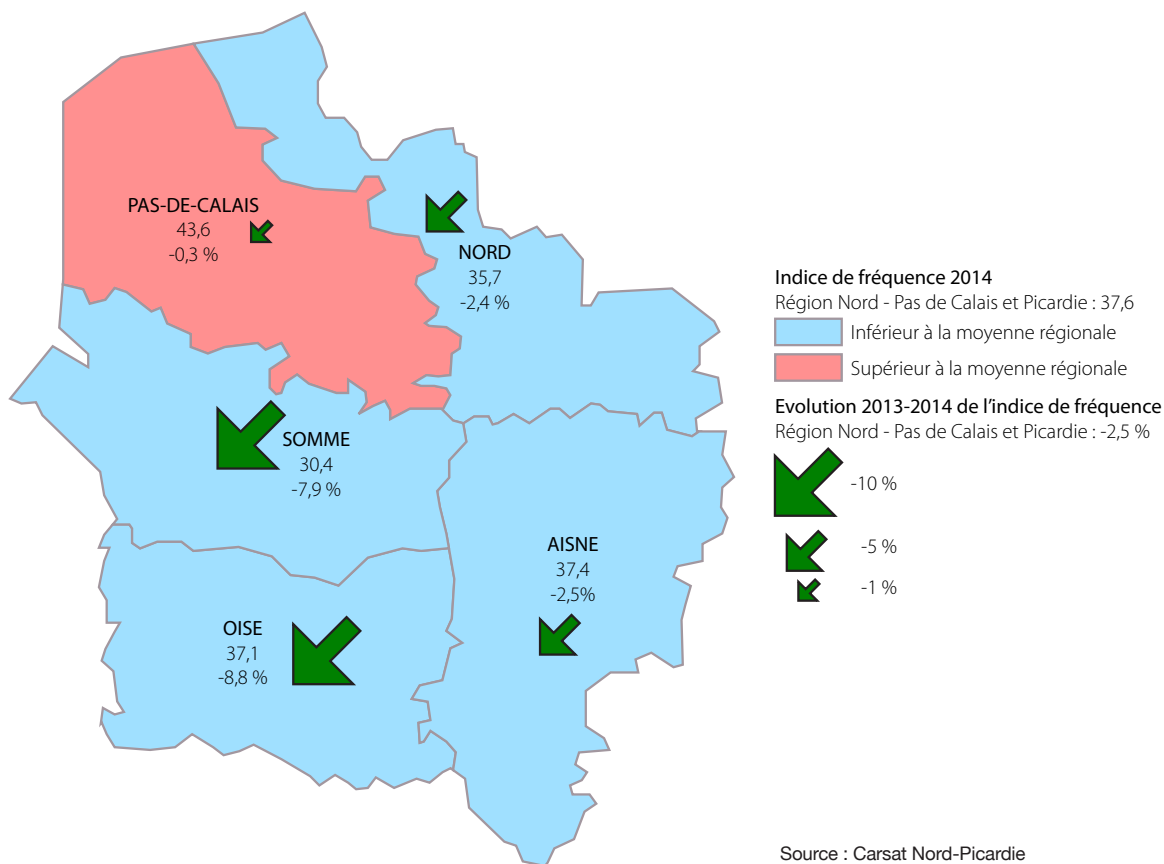 PAS-DE-CALAIS
43,6
-0,3 %
NORD
35,7
-2,4 %
SOMME
30,4
-7,9 %
AISNE
37,4
-2,5%
OISE
37,1
-8,8 %
Indice de fréquence 2014
Région Nord - Pas de Calais et Picardie : 37,6
Inférieur à la moyenne régionale
Supérieur à la moyenne régionale
Evolution 2013-2014 de l'indice de fréquence
Région Nord - Pas de Calais et Picardie : -2,5 %
-10 %
-5 %
-1 %
Source : Carsat Nord-Picardie